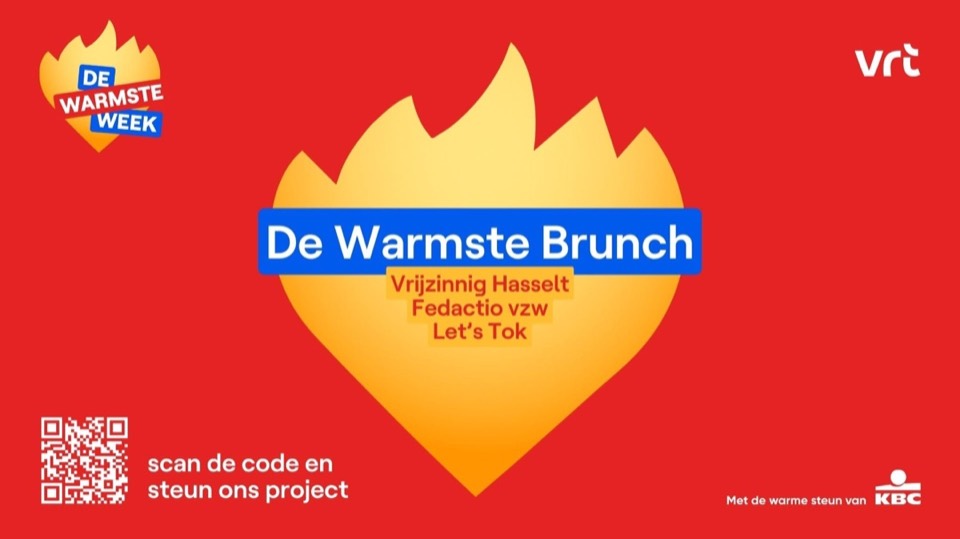 DE
WARMSTE
WEEK
vrt
De Warmste Brunch
Vrijzinnig Hasselt
Fedactio vzw
Let's Tok
scan de code en
steun ons project
Met de warme steun van KBC